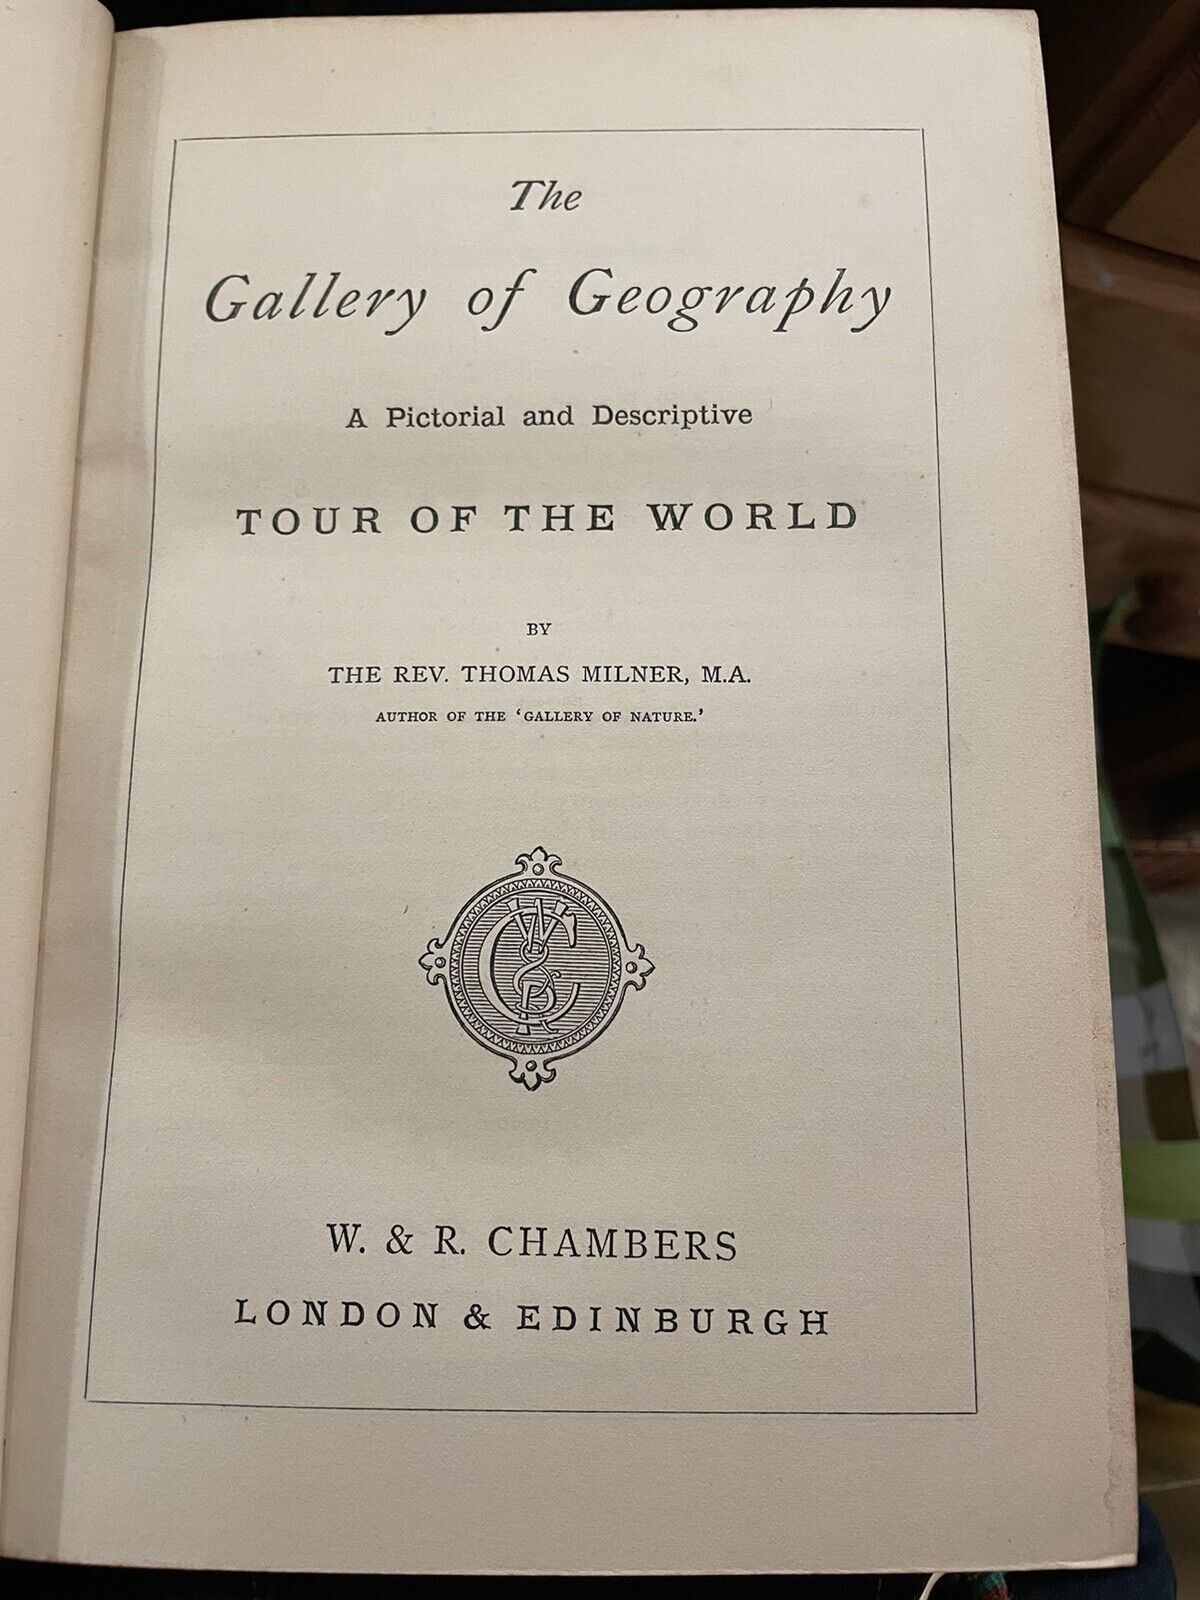 The
Gallery of Geography
A Pictorial and Descriptive
TOUR OF THE WORLD
BY
THE REV. THOMAS MILNER, M.A.
AUTHOR OF THE ‘GALLERY OF NATURE.’
W & R C
W. & R. CHAMBERS
LONDON & EDINBURGH